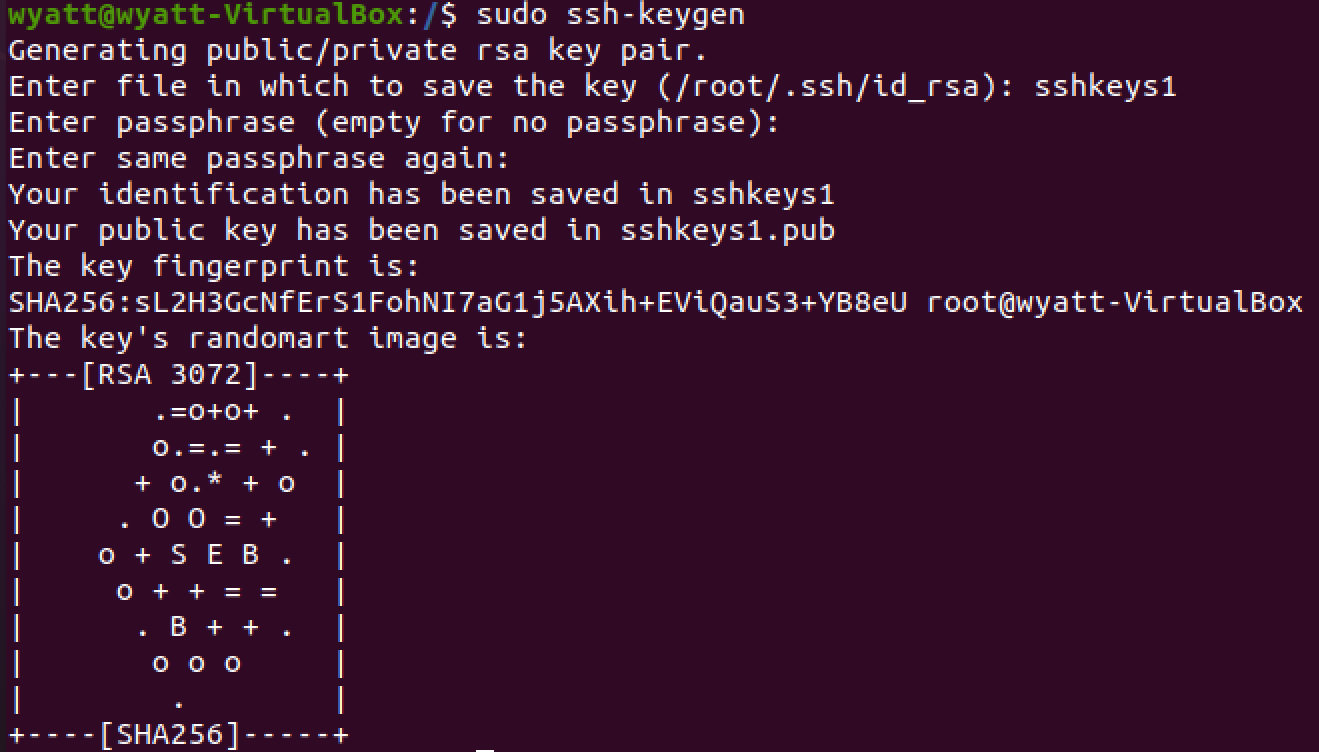 wyatt@wyatt-VirtualBox:/$ sudo ssh-keygen
Generating public/private rsa key pair.
Enter file in which to save the key (/root/.ssh/id_rsa): sshkeys1
Enter passphrase (empty for no passphrase):
Enter same passphrase again:
Your identification has been saved in sshkeys1
Your public key has been saved in sshkeys1.pub
The key fingerprint is:
SHA256:sL2H3GcNfErS1FohNI7aG1j5AXih+EViQauS3+YB8eU root@wyatt-VirtualBox
The key's randomart image is:
+---[RSA 3072]----+
|       .=o+o+ .  |
|       o.=.= + . |
|      + o.* + o  |
|     . O O = +   |
|    o + S E B .  |
|     o + + = =   |
|      . B + + .  |
|       o o o     |
|        .        |
+----[SHA256]-----+